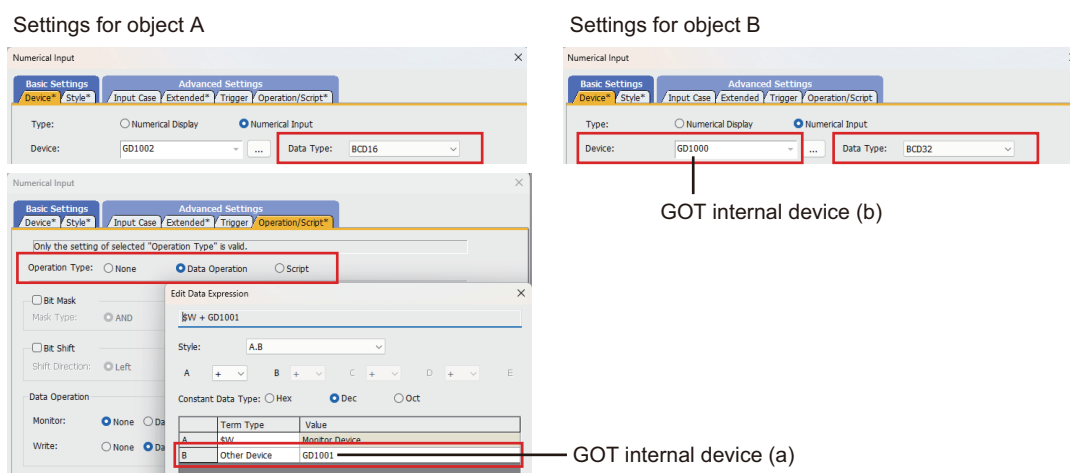 Settings for object A
Numerical Input
Basic Settings Advanced Settings
Device* Style* Input Case Extended* Trigger Operation/Script*
Type: Numerical Display Numerical Input
Device: GD1002 ... Data Type: BCD16
Numerical Input
Basic Settings Advanced Settings
Device* Style* Input Case Extended* Trigger Operation/Script*
Only the setting of selected "Operation Type" is valid.
Operation Type: None Data Operation Script
Bit Mask
Mask Type: AND
Bit Shift
Shift Direction: Left
Data Operation
Monitor: None Da
Write: None Da
Edit Data Expression
$W + GD1001
Style: A.B
A + B + C + D + E
Constant Data Type: Hex Dec Oct
Term Type Value
A $W Monitor Device
B Other Device GD1001
GOT internal device (a)
Settings for object B
Numerical Input
Basic Settings Advanced Settings
Device* Style* Input Case Extended Trigger Operation/Script
Type: Numerical Display Numerical Input
Device: GD1000 ... Data Type: BCD32
GOT internal device (b)